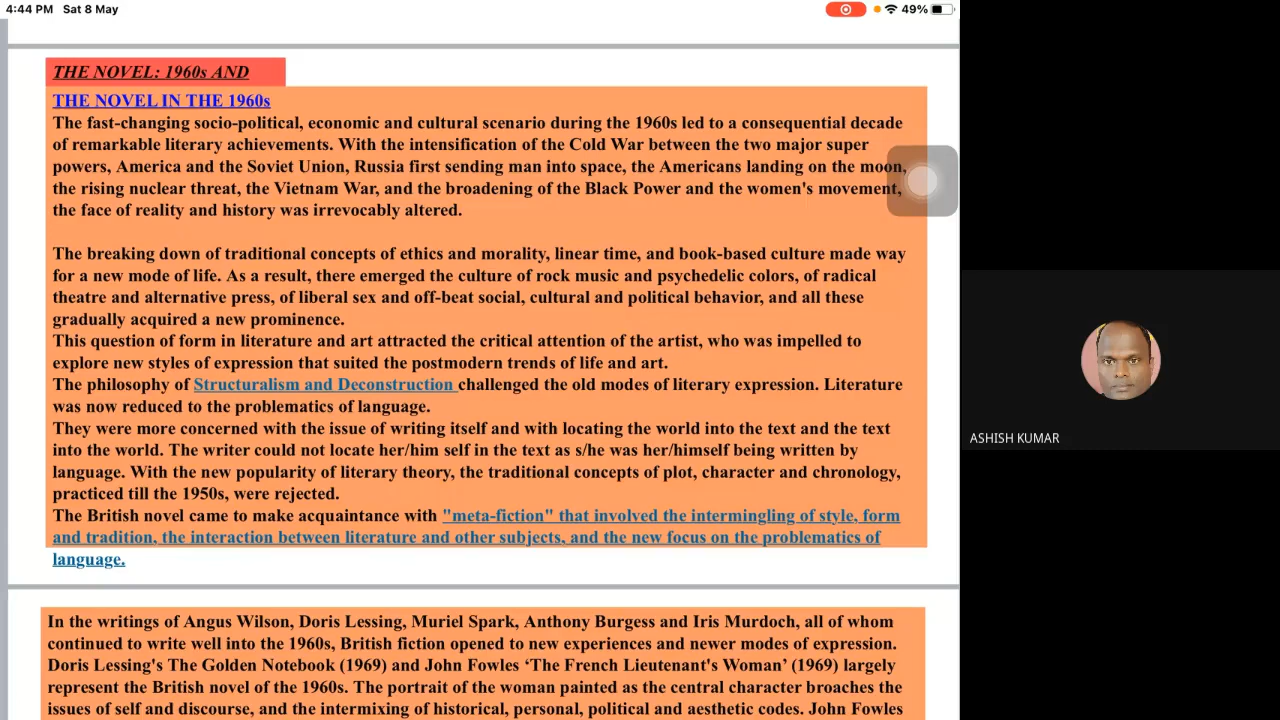 4:44 PM Sat 8 May
49%
THE NOVEL: 1960s AND
THE NOVEL IN THE 1960s
The fast-changing socio-political, economic and cultural scenario during the 1960s led to a consequential decade
of remarkable literary achievements. With the intensification of the Cold War between the two major super
powers, America and the Soviet Union, Russia first sending man into space, the Americans landing on the moon,
the rising nuclear threat, the Vietnam War, and the broadening of the Black Power and the women's movement,
the face of reality and history was irrevocably altered.
The breaking down of traditional concepts of ethics and morality, linear time, and book-based culture made way
for a new mode of life. As a result, there emerged the culture of rock music and psychedelic colors, of radical
theatre and alternative press, of liberal sex and off-beat social, cultural and political behavior, and all these
gradually acquired a new prominence.
This question of form in literature and art attracted the critical attention of the artist, who was impelled to
explore new styles of expression that suited the postmodern trends of life and art.
The philosophy of Structuralism and Deconstruction challenged the old modes of literary expression. Literature
was now reduced to the problematics of language.
They were more concerned with the issue of writing itself and with locating the world into the text and the text
into the world. The writer could not locate her/him self in the text as s/he was her/himself being written by
language. With the new popularity of literary theory, the traditional concepts of plot, character and chronology,
practiced till the 1950s, were rejected.
The British novel came to make acquaintance with "meta-fiction" that involved the intermingling of style, form
and tradition, the interaction between literature and other subjects, and the new focus on the problematics of
language.
In the writings of Angus Wilson, Doris Lessing, Muriel Spark, Anthony Burgess and Iris Murdoch, all of whom
continued to write well into the 1960s, British fiction opened to new experiences and newer modes of expression.
Doris Lessing's The Golden Notebook (1969) and John Fowles ‘The French Lieutenant's Woman’ (1969) largely
represent the British novel of the 1960s. The portrait of the woman painted as the central character broaches the
issues of self and discourse, and the intermixing of historical, personal, political and aesthetic codes. John Fowles
ASHISH KUMAR